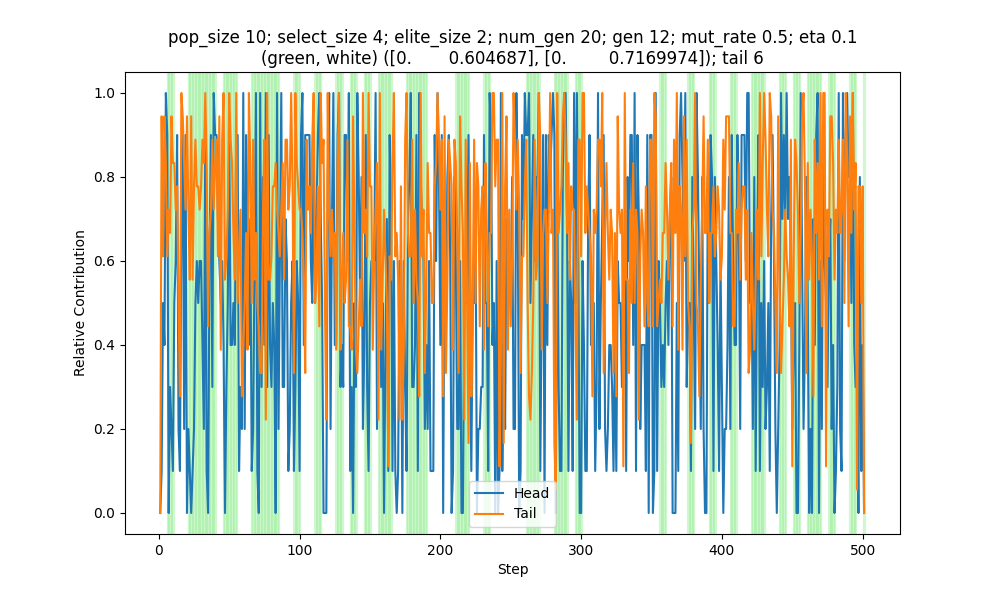 pop_size 10; select_size 4; elite_size 2; num_gen 20; gen 12; mut_rate 0.5; eta 0.1
(green, white) ([0. 0.604687], [0. 0.7169974]); tail 6
1.0
0.8
0.6
0.4
0.2
0.0
Relative Contribution
Head
Tail
0 100 200 300 400 500
Step